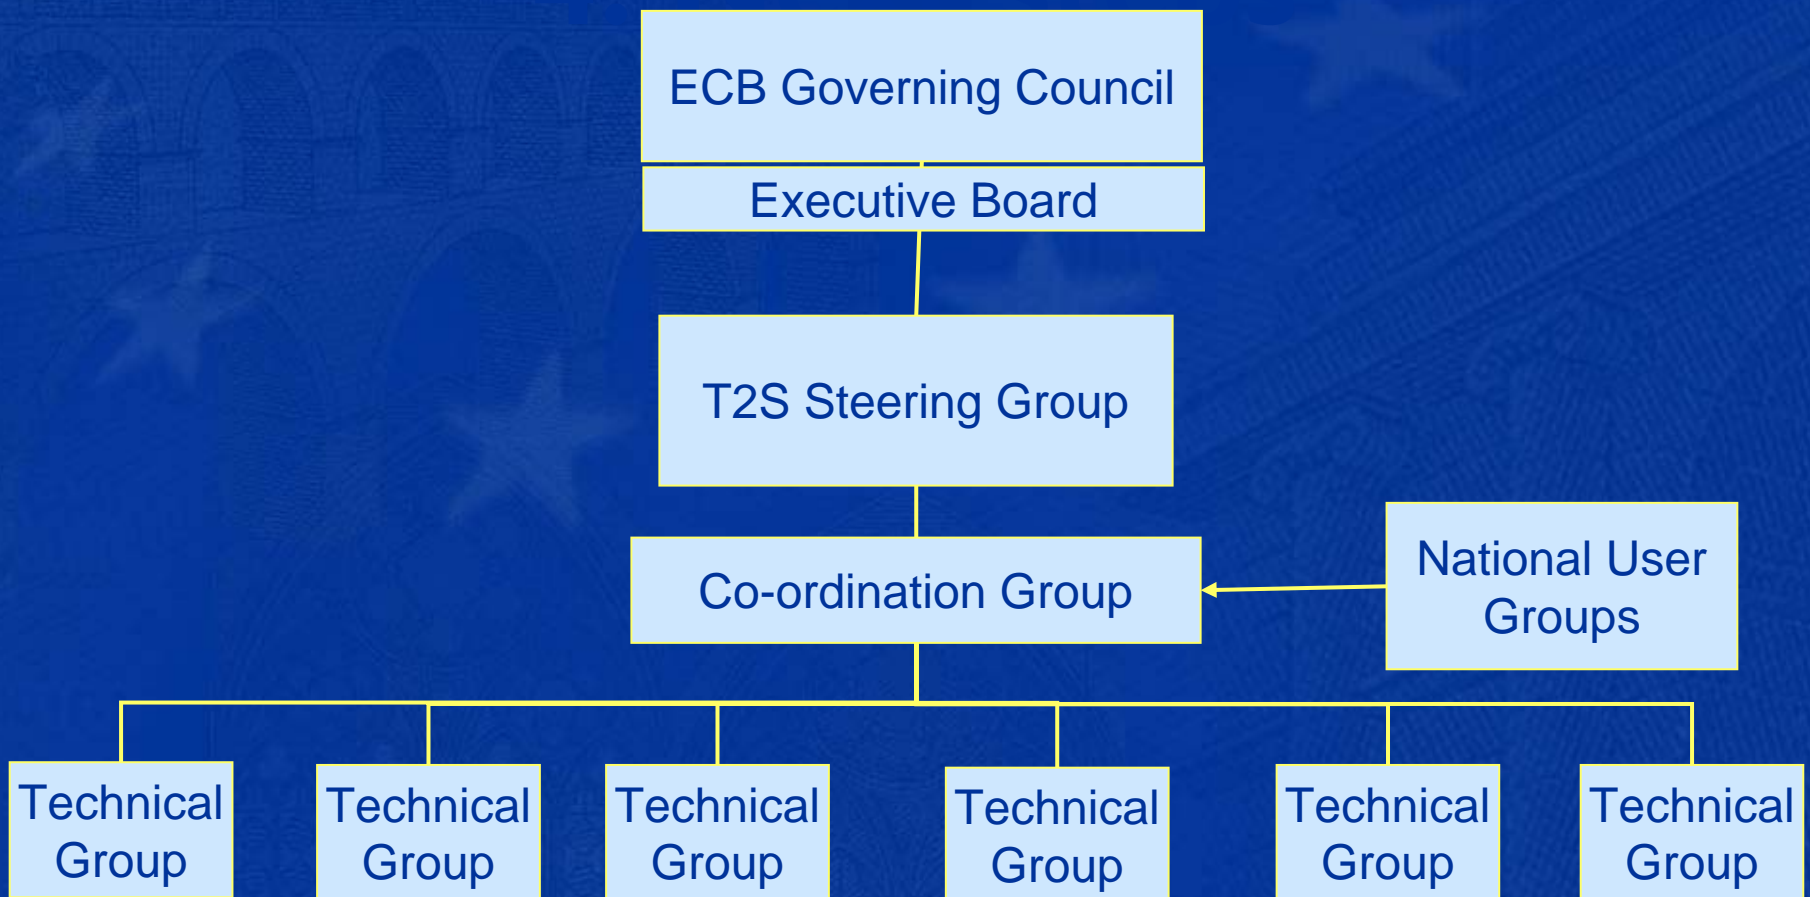 ECB Governing Council
Executive Board
T2S Steering Group
Co-ordination Group
National User
Groups
Technical
Group
Technical
Group
Technical
Group
Technical
Group
Technical
Group
Technical
Group